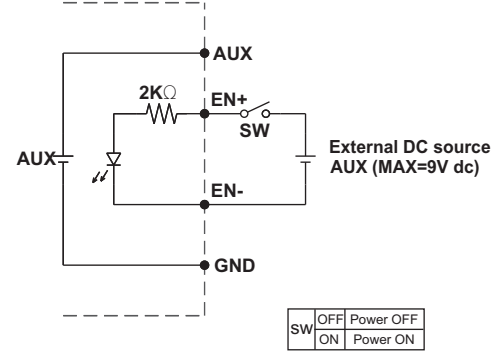 AUX
2KΩ
EN+
SW
AUX
External DC source
AUX (MAX=9V dc)
EN-
GND
SW
OFF Power OFF
ON Power ON